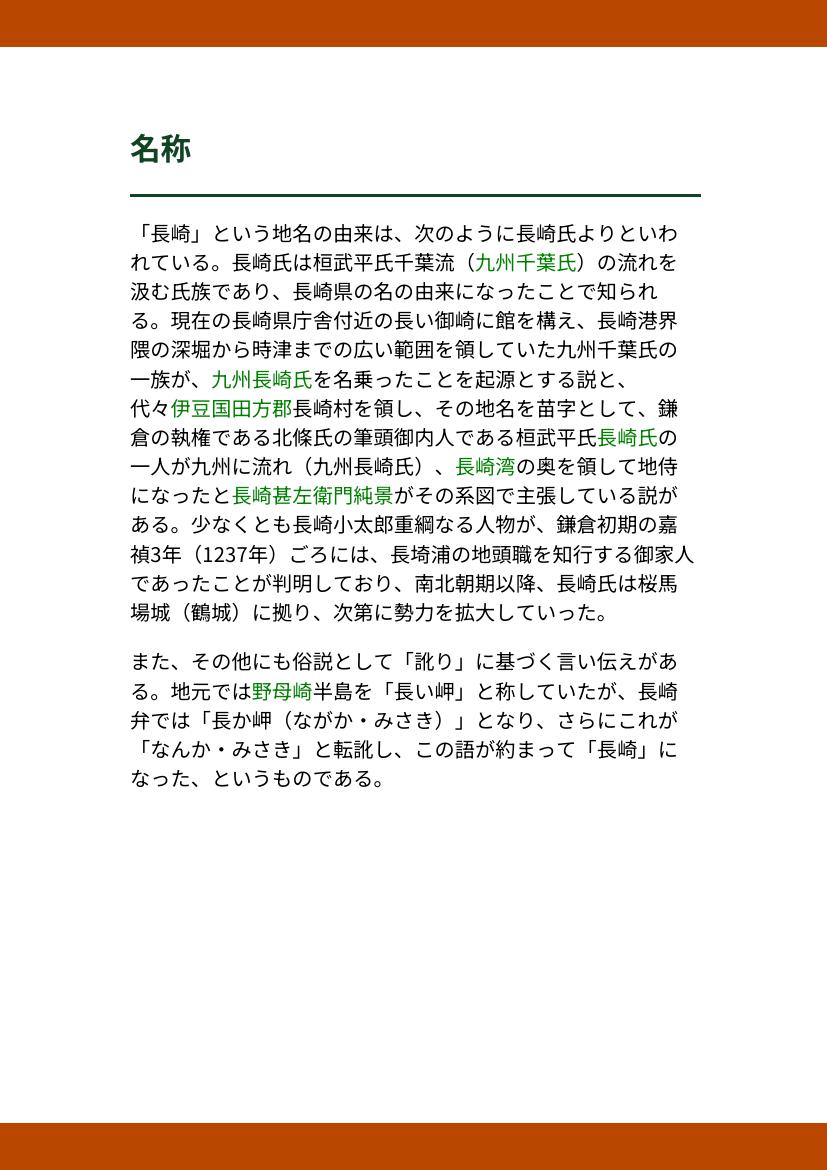 名称
「長崎」という地名の由来は、次のように長崎氏よりといわ
れている。長崎氏は桓武平氏千葉流（九州千葉氏）の流れを
汲む氏族であり、長崎県の名の由来になったことで知られ
る。現在の長崎県庁舎付近の長い御崎に館を構え、長崎港界
隈の深堀から時津までの広い範囲を領していた九州千葉氏の
一族が、九州長崎氏を名乗ったことを起源とする説と、
代々伊豆国田方郡長崎村を領し、その地名を苗字として、鎌
倉の執権である北條氏の筆頭御内人である桓武平氏長崎氏の
一人が九州に流れ（九州長崎氏）、長崎湾の奥を領して地侍
になったと長崎甚左衛門純景がその系図で主張している説が
ある。少なくとも長崎小太郎重綱なる人物が、鎌倉初期の嘉
禎3年（1237年）ごろには、長埼浦の地頭職を知行する御家人
であったことが判明しており、南北朝期以降、長崎氏は桜馬
場城（鶴城）に拠り、次第に勢力を拡大していった。
また、その他にも俗説として「訛り」に基づく言い伝えがあ
る。地元では野母崎半島を「長い岬」と称していたが、長崎
弁では「長か岬（ながか・みさき）」となり、さらにこれが
「なんか・みさき」と転訛し、この語が約まって「長崎」に
なった、というものである。